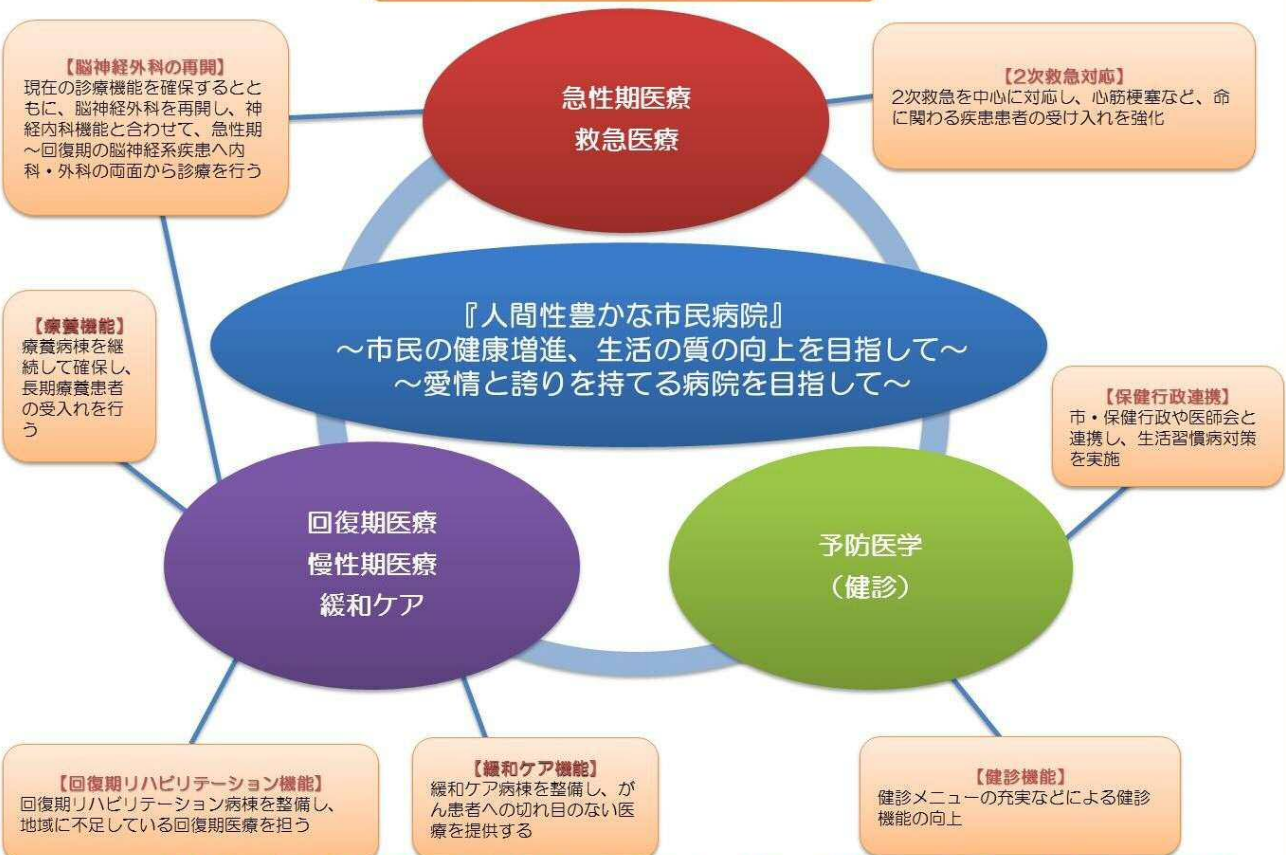 【脳神経外科の再開】
現在の診療機能を確保するとと
もに、脳神経外科を再開し、神
経内科機能と合わせて、急性期
～回復期の脳神経系疾患へ内
科・外科の両面から診療を行う
急性期医療
救急医療
【2次救急対応】
2次救急を中心に対応し、心筋梗塞など、命
に関わる疾患患者の受け入れを強化
『人間性豊かな市民病院』
～市民の健康増進、生活の質の向上を目指して～
～愛情と誇りを持てる病院を目指して～
【療養機能】
療養病棟を継
続して確保し、
長期療養患者
の受入れを行
う
【保健行政連携】
市・保健行政や医師会と
連携し、生活習慣病対策
を実施
回復期医療
慢性期医療
緩和ケア
予防医学
（健診）
【回復期リハビリテーション機能】
回復期リハビリテーション病棟を整備し、
地域に不足している回復期医療を担う
【緩和ケア機能】
緩和ケア病棟を整備し、が
ん患者への切れ目のない医
療を提供する
【健診機能】
健診メニューの充実などによる健診
機能の向上